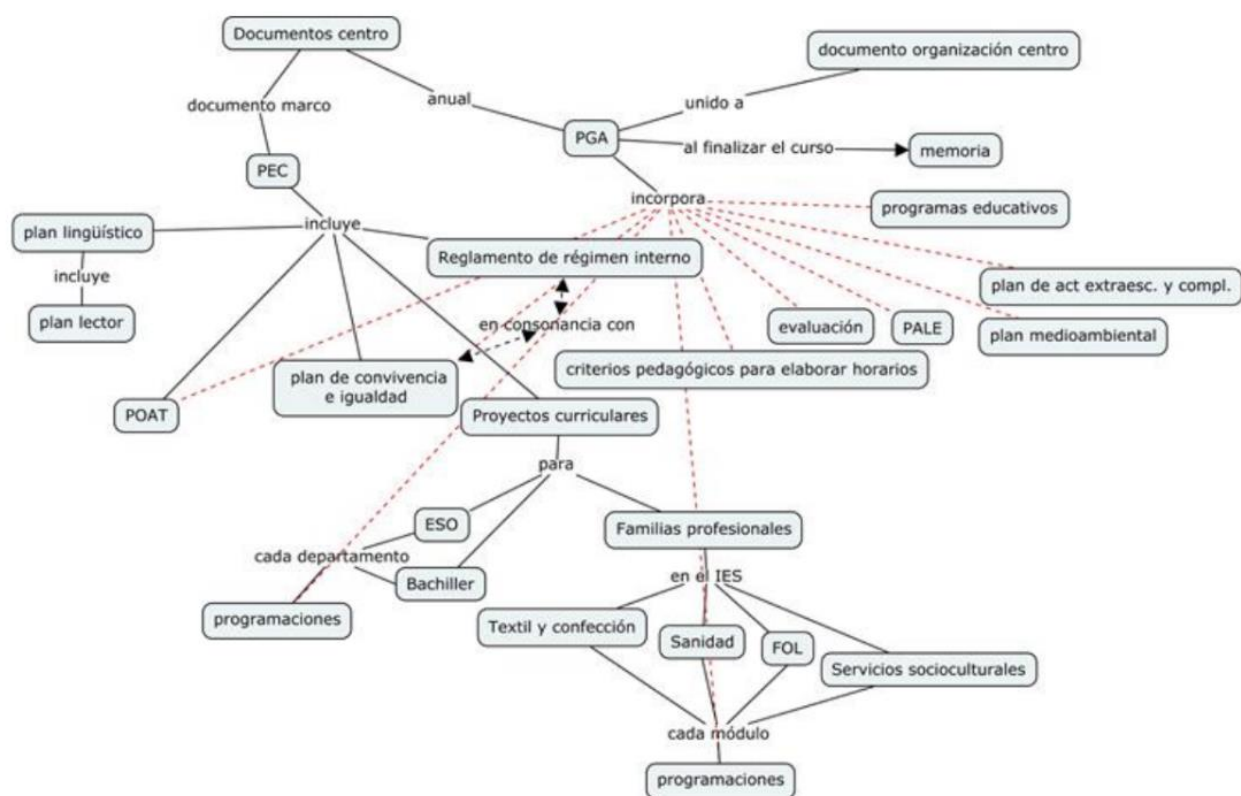 Documentos centro
documento organización centro
documento marco
anual
unido a
PGA
al finalizar el curso
memoria
PEC
incorpora
programas educativos
plan lingüístico
incluye
Reglamento de régimen interno
incluye
plan de act extraesc. y compl.
plan lector
en consonancia con
evaluación
PALE
plan medioambiental
criterios pedagógicos para elaborar horarios
plan de convivencia
e igualdad
POAT
Proyectos curriculares
para
ESO
Familias profesionales
cada departamento
Bachiller
en el IES
programaciones
Textil y confección
Sanidad
FOL
Servicios socioculturales
cada módulo
programaciones